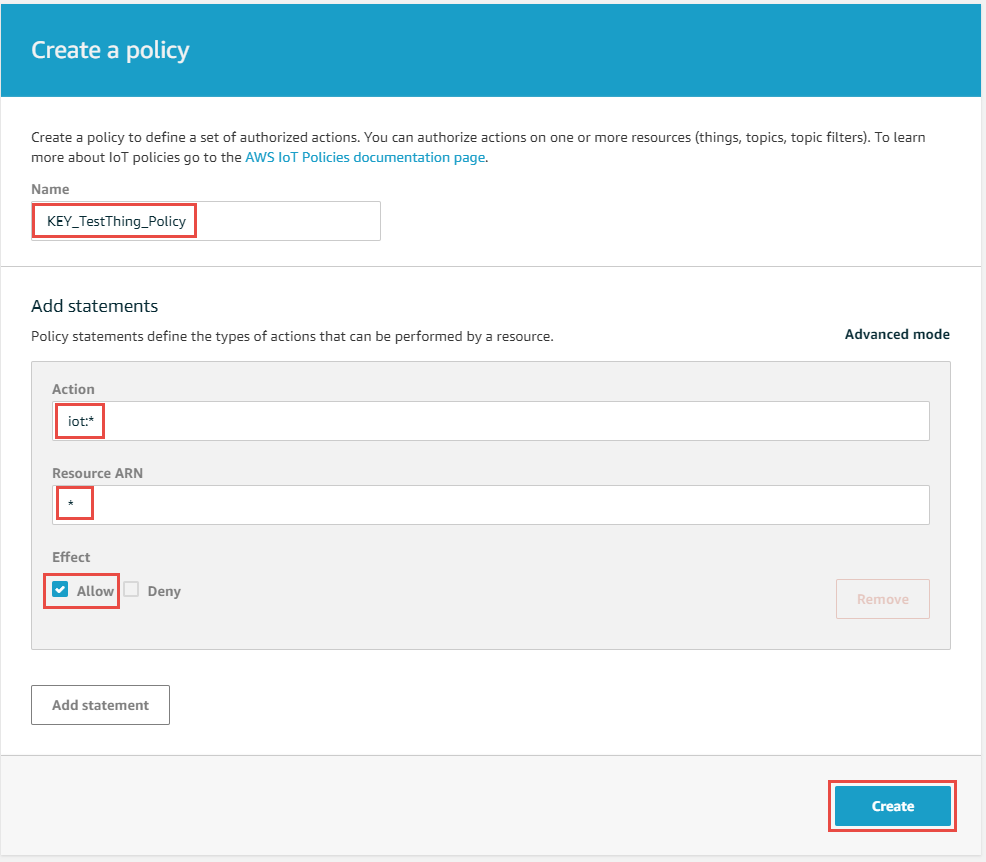 Create a policy
Create a policy to define a set of authorized actions. You can authorize actions on one or more resources (things, topics, topic filters). To learn
more about IoT policies go to the AWS IoT Policies documentation page.
Name
KEY_TestThing_Policy
Add statements
Policy statements define the types of actions that can be performed by a resource.
Advanced mode
Action
iot:*
Resource ARN
*
Effect
Allow
Deny
Remove
Add statement
Create